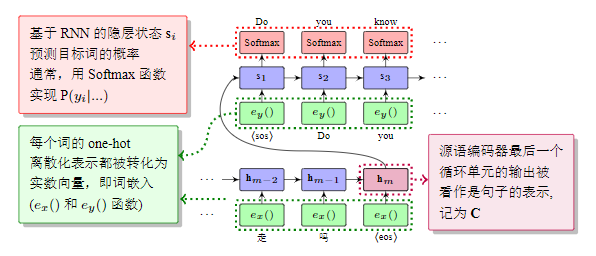 Do you know
基于 RNN 的隐层状态 s_i
预测目标词的概率
通常，用 Softmax 函数
实现 P(y_i|...)
Softmax Softmax Softmax ...
s_1 s_2 s_3 ...
e_y() e_y() e_y() ...
⟨sos⟩ Do you
每个词的 one-hot
离散化表示都被转化为
实数向量，即词嵌入
(e_x() 和 e_y() 函数)
源语编码器最后一个
循环单元的输出被
看作是句子的表示,
记为 C
... h_{m-2} h_{m-1} h_m
... e_x() e_x() e_x()
走 吗 ⟨eos⟩